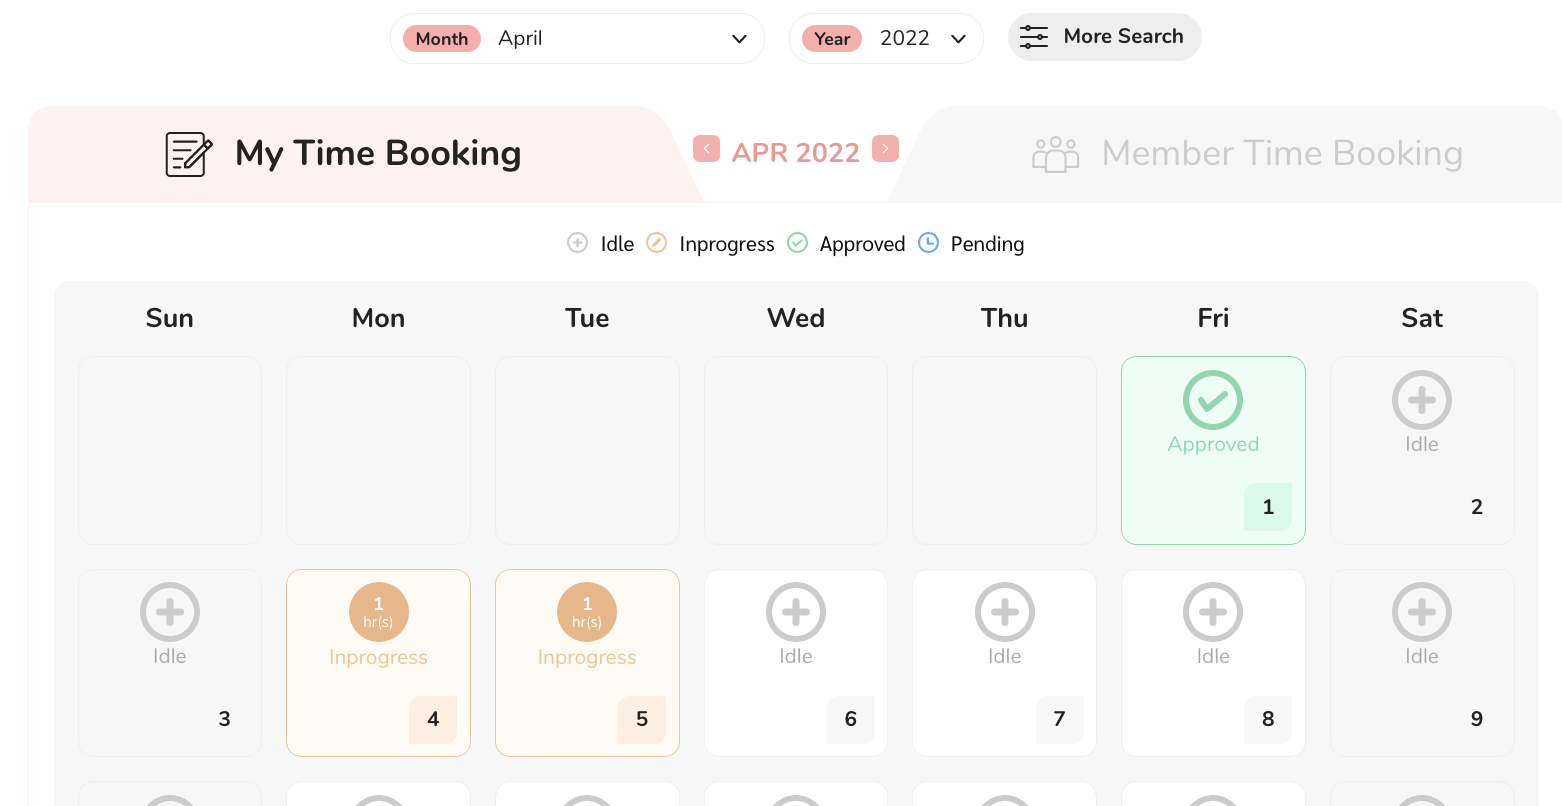 Month April Year 2022 More Search
My Time Booking APR 2022 Member Time Booking
Idle Inprogress Approved Pending
Sun Mon Tue Wed Thu Fri Sat
Approved Idle
1 2
1 1
hr(s) hr(s)
Idle Inprogress Inprogress Idle Idle Idle Idle
3 4 5 6 7 8 9